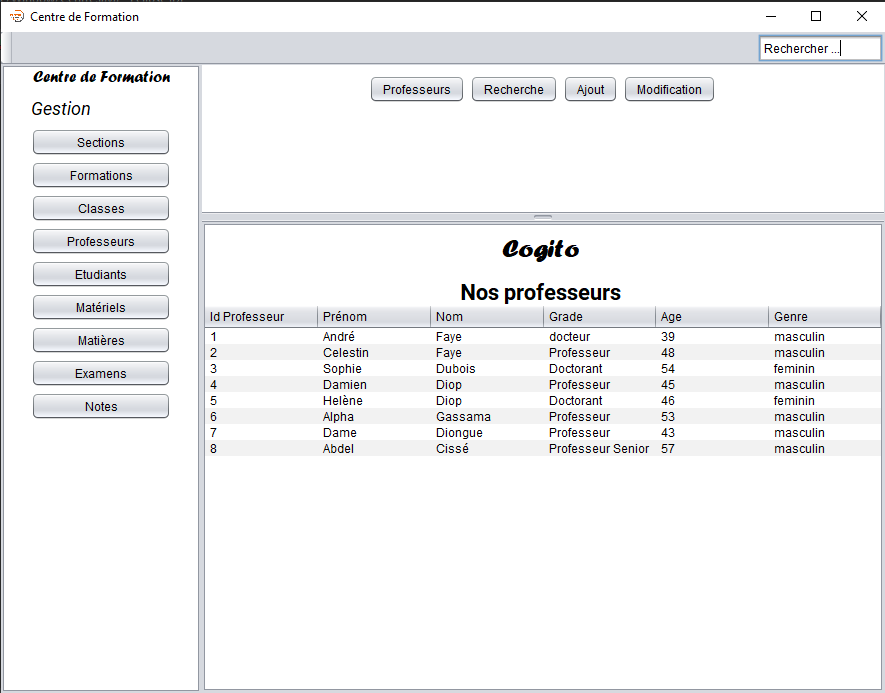 Centre de Formation
Rechercher ...
Centre de Formation
Gestion
Sections
Formations
Classes
Professeurs
Etudiants
Matériels
Matières
Examens
Notes
Professeurs Recherche Ajout Modification
Cogito
Nos professeurs
Id Professeur Prénom Nom Grade Age Genre
1 André Faye docteur 39 masculin
2 Celestin Faye Professeur 48 masculin
3 Sophie Dubois Doctorant 54 feminin
4 Damien Diop Professeur 45 masculin
5 Helène Diop Doctorant 46 feminin
6 Alpha Gassama Professeur 53 masculin
7 Dame Diongue Professeur 43 masculin
8 Abdel Cissé Professeur Senior 57 masculin